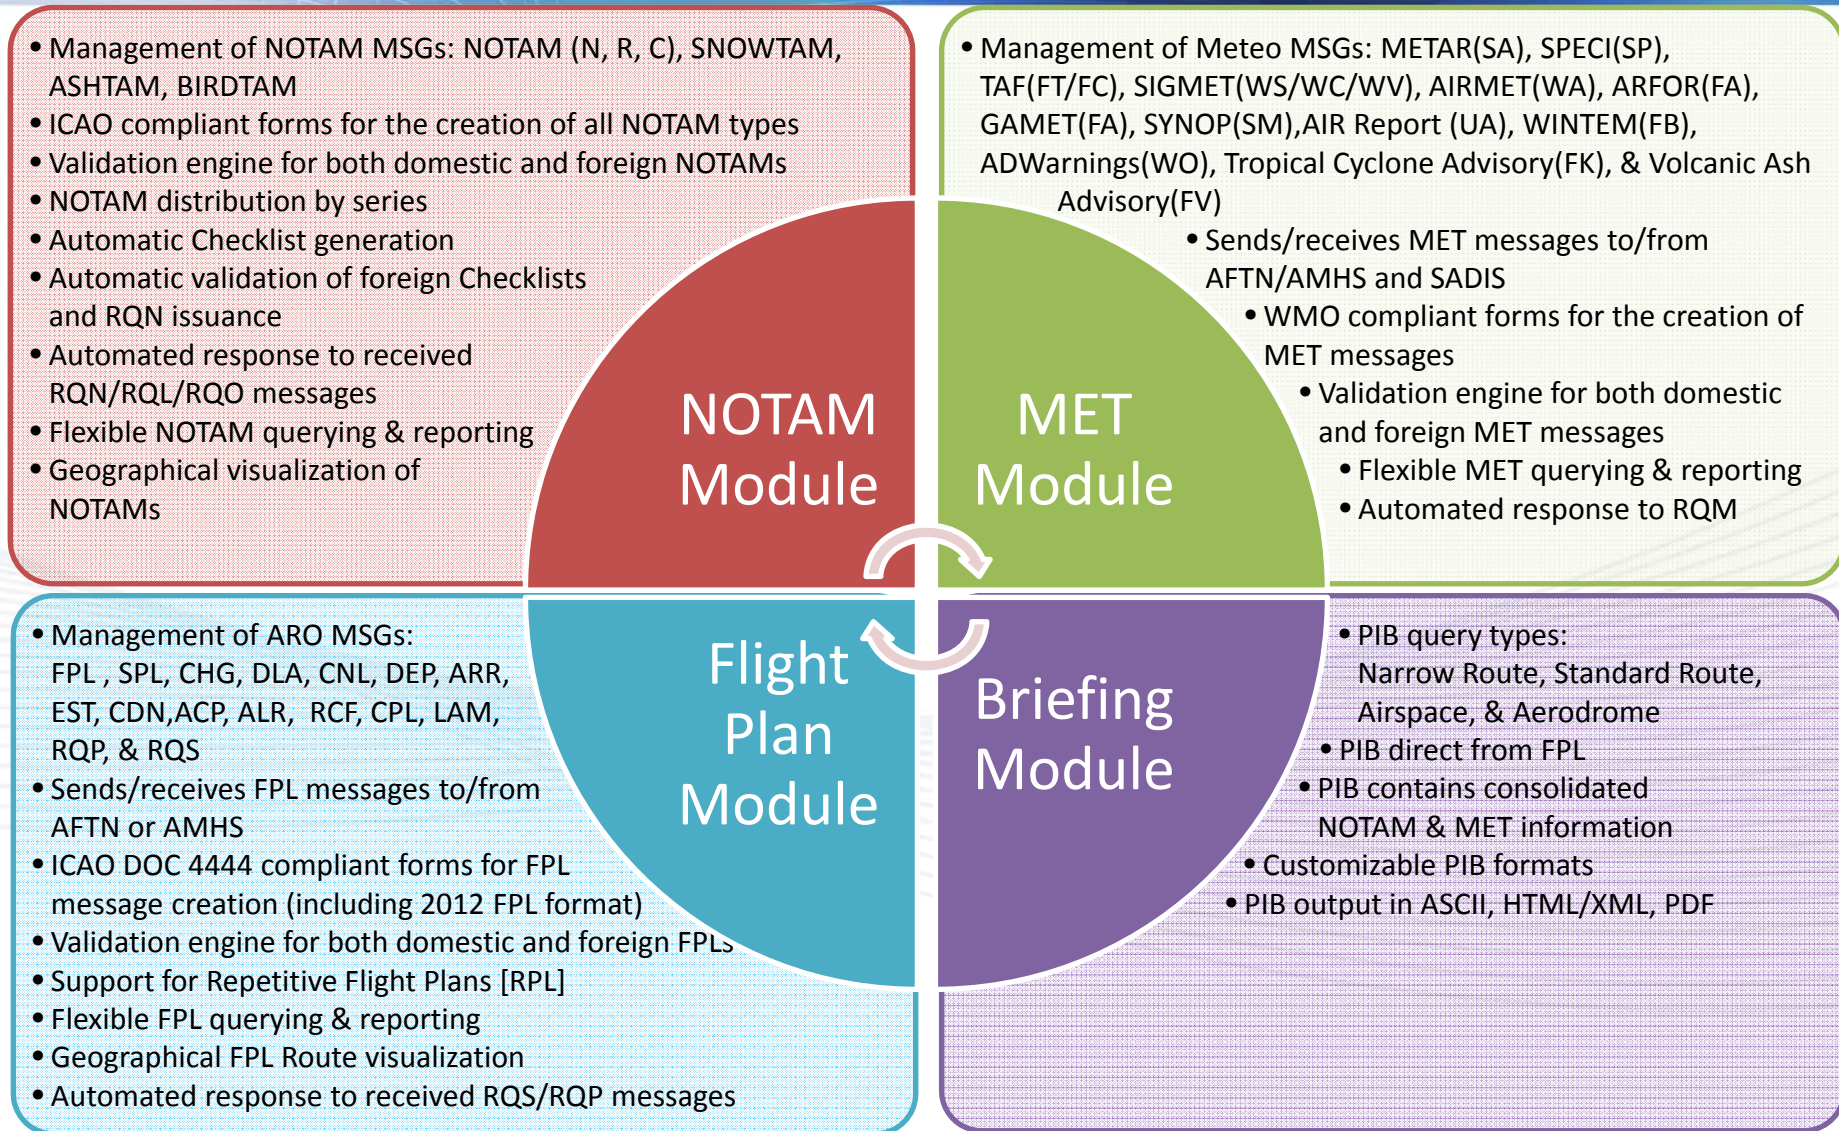 • Management of NOTAM MSGs: NOTAM (N, R, C), SNOWTAM,
ASHTAM, BIRDTAM
• ICAO compliant forms for the creation of all NOTAM types
• Validation engine for both domestic and foreign NOTAMs
• NOTAM distribution by series
• Automatic Checklist generation
• Automatic validation of foreign Checklists
and RQN issuance
• Automated response to received
RQN/RQL/RQO messages
• Flexible NOTAM querying & reporting
• Geographical visualization of
NOTAMs
NOTAM
Module
• Management of Meteo MSGs: METAR(SA), SPECI(SP),
TAF(FT/FC), SIGMET(WS/WC/WV), AIRMET(WA), ARFOR(FA),
GAMET(FA), SYNOP(SM),AIR Report (UA), WINTEM(FB),
ADWarnings(WO), Tropical Cyclone Advisory(FK), & Volcanic Ash
Advisory(FV)
• Sends/receives MET messages to/from
AFTN/AMHS and SADIS
• WMO compliant forms for the creation of
MET messages
• Validation engine for both domestic
and foreign MET messages
• Flexible MET querying & reporting
• Automated response to RQM
MET
Module
• Management of ARO MSGs:
FPL , SPL, CHG, DLA, CNL, DEP, ARR,
EST, CDN,ACP, ALR, RCF, CPL, LAM,
RQP, & RQS
• Sends/receives FPL messages to/from
AFTN or AMHS
• ICAO DOC 4444 compliant forms for FPL
message creation (including 2012 FPL format)
• Validation engine for both domestic and foreign FPLs
• Support for Repetitive Flight Plans [RPL]
• Flexible FPL querying & reporting
• Geographical FPL Route visualization
• Automated response to received RQS/RQP messages
Flight
Plan
Module
• PIB query types:
Narrow Route, Standard Route,
Airspace, & Aerodrome
• PIB direct from FPL
• PIB contains consolidated
NOTAM & MET information
• Customizable PIB formats
• PIB output in ASCII, HTML/XML, PDF
Briefing
Module